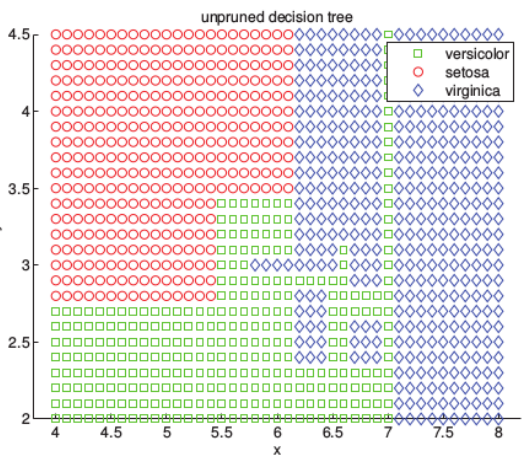 unpruned decision tree
4.5
4
3.5
3
2.5
2
versicolor
setosa
virginica
4 4.5 5 5.5 6 6.5 7 7.5 8
x